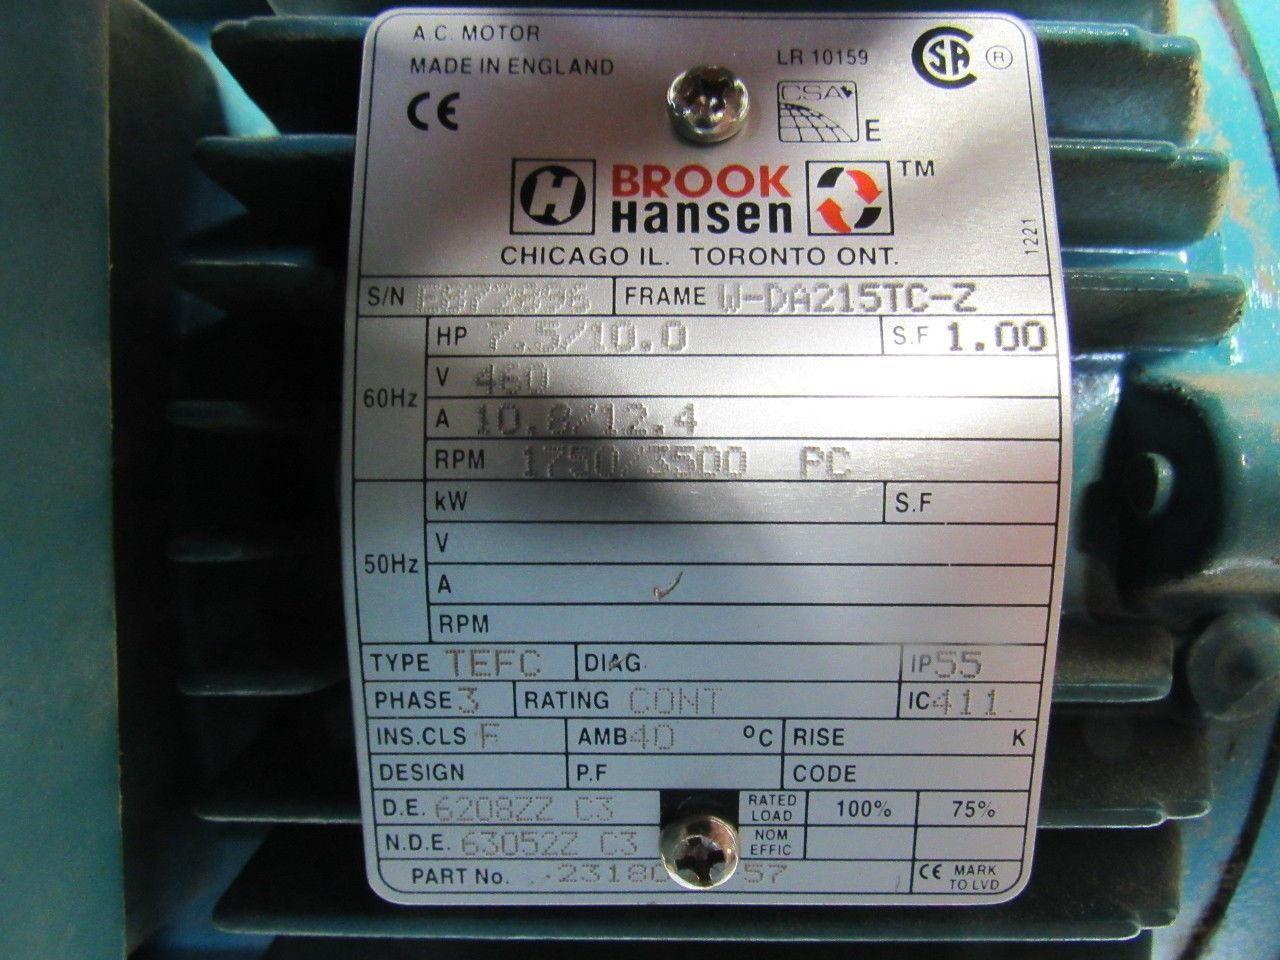 A.C. MOTOR
MADE IN ENGLAND
CE
LR 10159
CSA ®
CSA
E
H BROOK Hansen TM
CHICAGO IL. TORONTO ONT.
1221
S/N E872896 FRAME W-DA215TC-Z
60Hz
HP 7.5/10.0 S.F 1.00
V 460
A 10.8/12.4
RPM 1750/3500 PC
50Hz
kW S.F
V
A
RPM
TYPE TEFC DIAG. IP55
PHASE 3 RATING CONT IC411
INS.CLS F AMB 40 °C RISE K
DESIGN P.F CODE
D.E. 6208ZZ C3 RATED LOAD 100% 75%
N.D.E. 6305ZZ C3 NOM EFFIC
PART No. CE MARK TO LVD